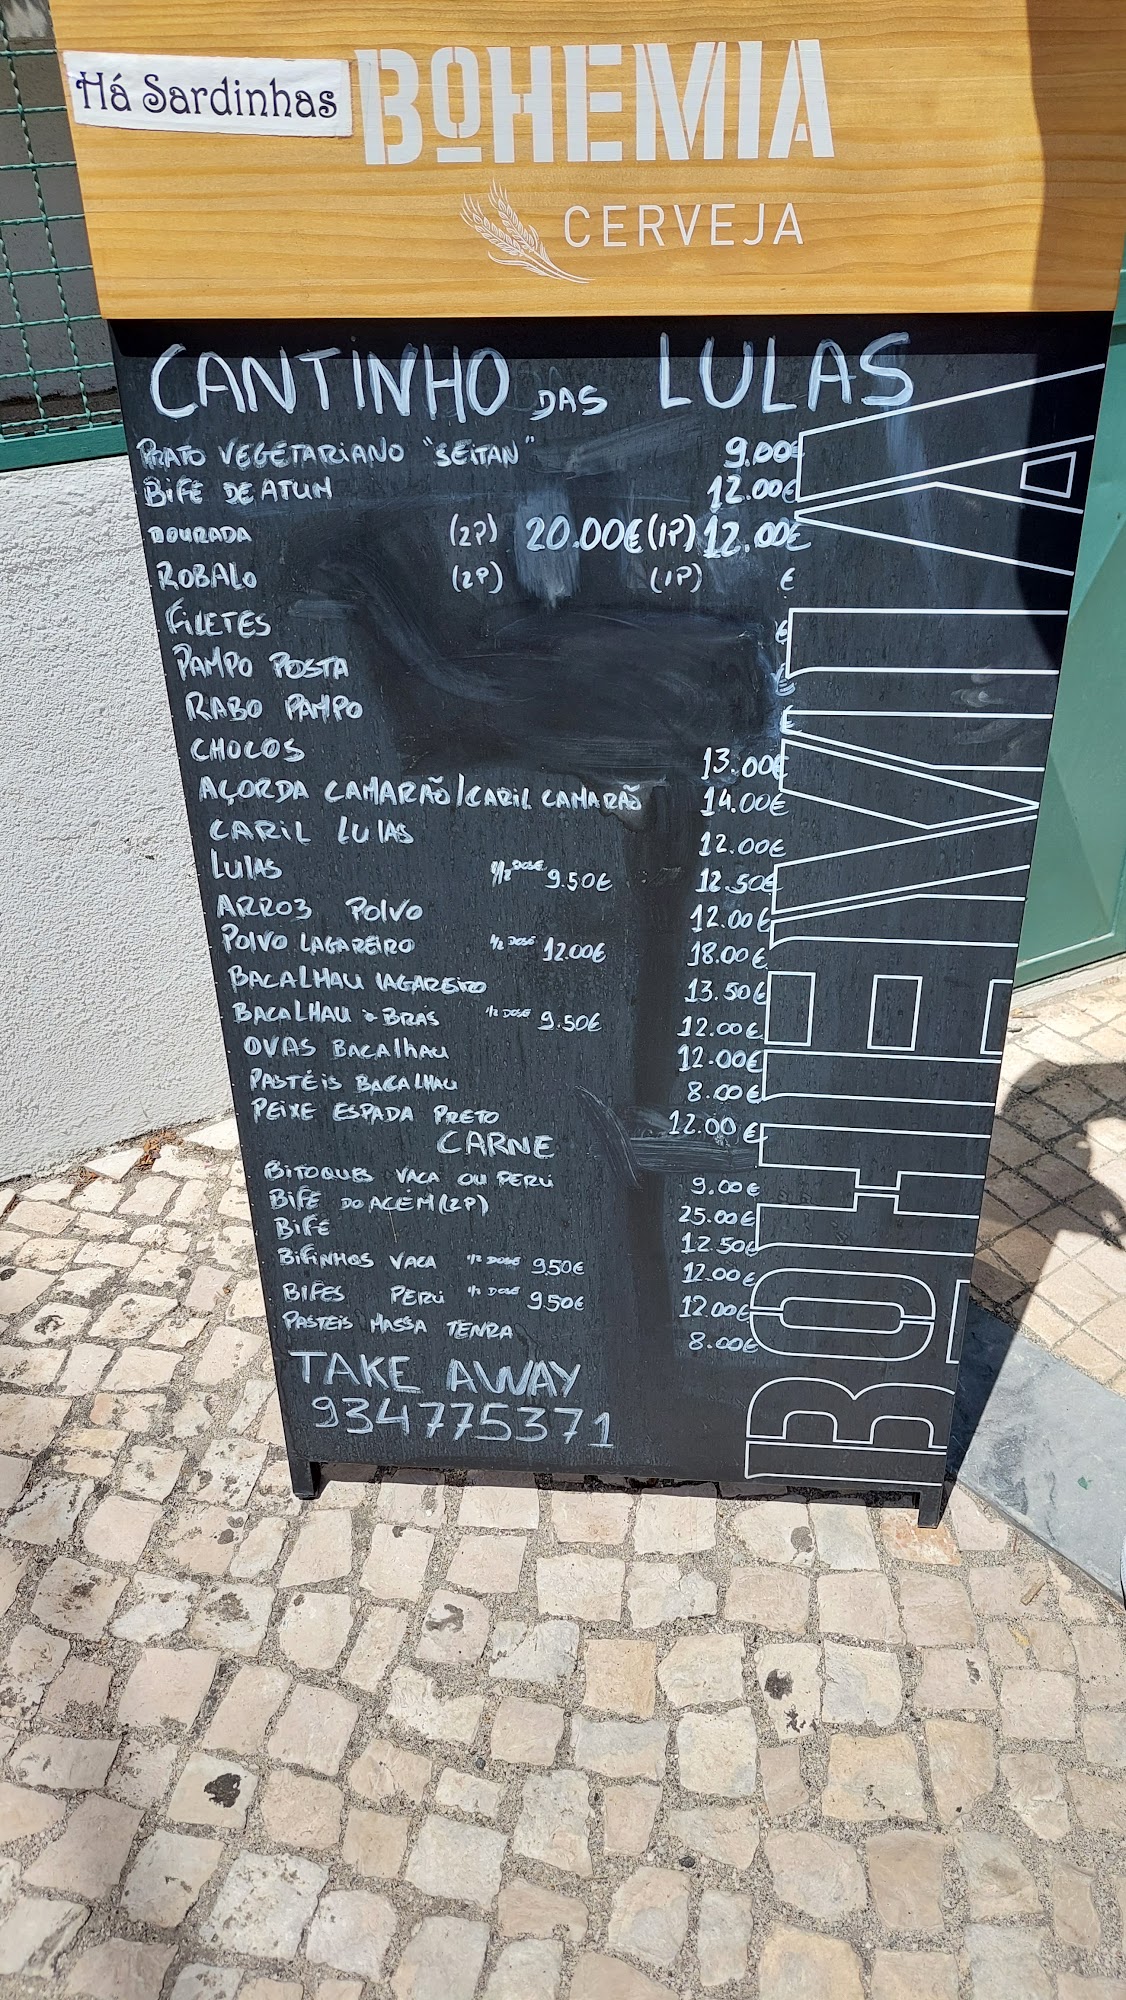 Há Sardinhas
BOHEMIA
CERVEJA
CANTINHO DAS LULAS
PRATO VEGETARIANO "SEITAN" 9.00€
BIFE DE ATUM 12.00€
DOURADA (2P) 20.00€ (1P) 12.00€
ROBALO (2P) (1P) €
FILETES €
PAMPO POSTA €
RABO PAMPO €
CHOCOS 13.00€
AÇORDA CAMARÃO/CARIL CAMARÃO 14.00€
CARIL LULAS 12.00€
LULAS 1/2 DOSE 9.50€ 12.50€
ARROZ POLVO 12.00€
POLVO LAGAREIRO 1/2 DOSE 12.00€ 18.00€
BACALHAU LAGAREIRO 13.50€
BACALHAU à BRÁS 1/2 DOSE 9.50€ 12.00€
OVAS BACALHAU 12.00€
PASTÉIS BACALHAU 8.00€
PEIXE ESPADA PRETO 12.00€
CARNE
BITOQUES VACA OU PERU 9.00€
BIFE DO ACÉM (2P) 25.00€
BIFE 12.50€
BIFINHOS VACA 1/2 DOSE 9.50€ 12.00€
BIFES PERU 1/2 DOSE 9.50€ 12.00€
PASTEIS MASSA TENRA 8.00€
TAKE AWAY
934775371
BOHEMIA